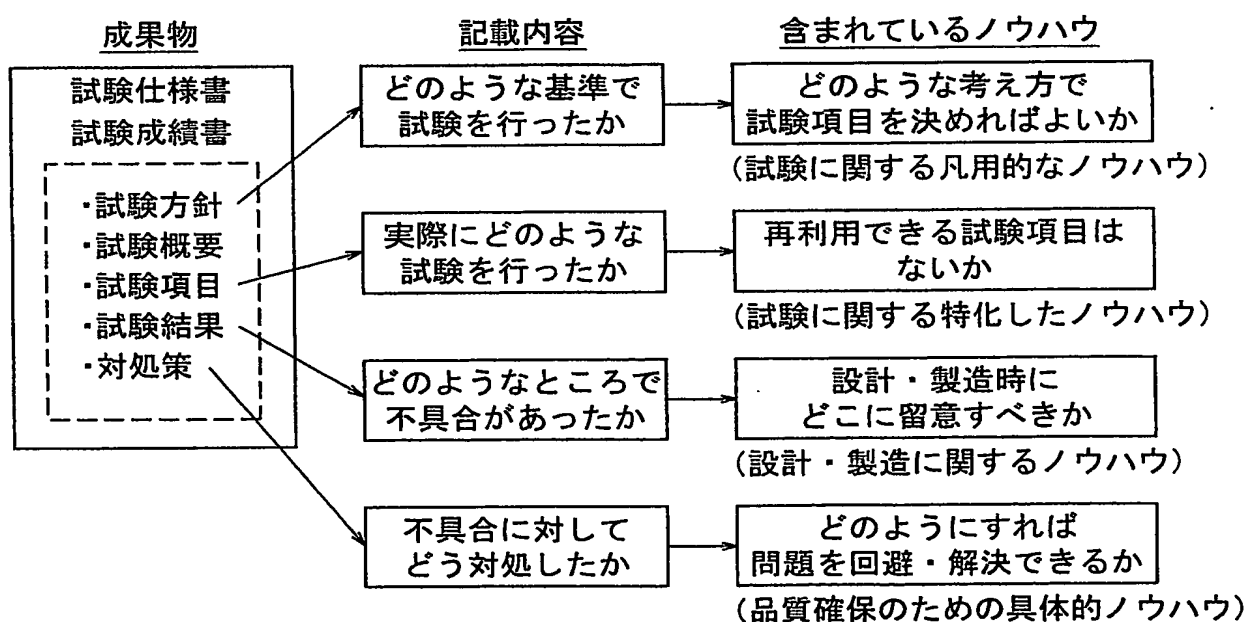 成果物
試験仕様書
試験成績書
・試験方針
・試験概要
・試験項目
・試験結果
・対処策
記載内容
どのような基準で
試験を行ったか
実際にどのような
試験を行ったか
どのようなところで
不具合があったか
不具合に対して
どう対処したか
含まれているノウハウ
どのような考え方で
試験項目を決めればよいか
(試験に関する凡用的なノウハウ)
再利用できる試験項目は
ないか
(試験に関する特化したノウハウ)
設計・製造時に
どこに留意すべきか
(設計・製造に関するノウハウ)
どのようにすれば
問題を回避・解決できるか
(品質確保のための具体的ノウハウ)